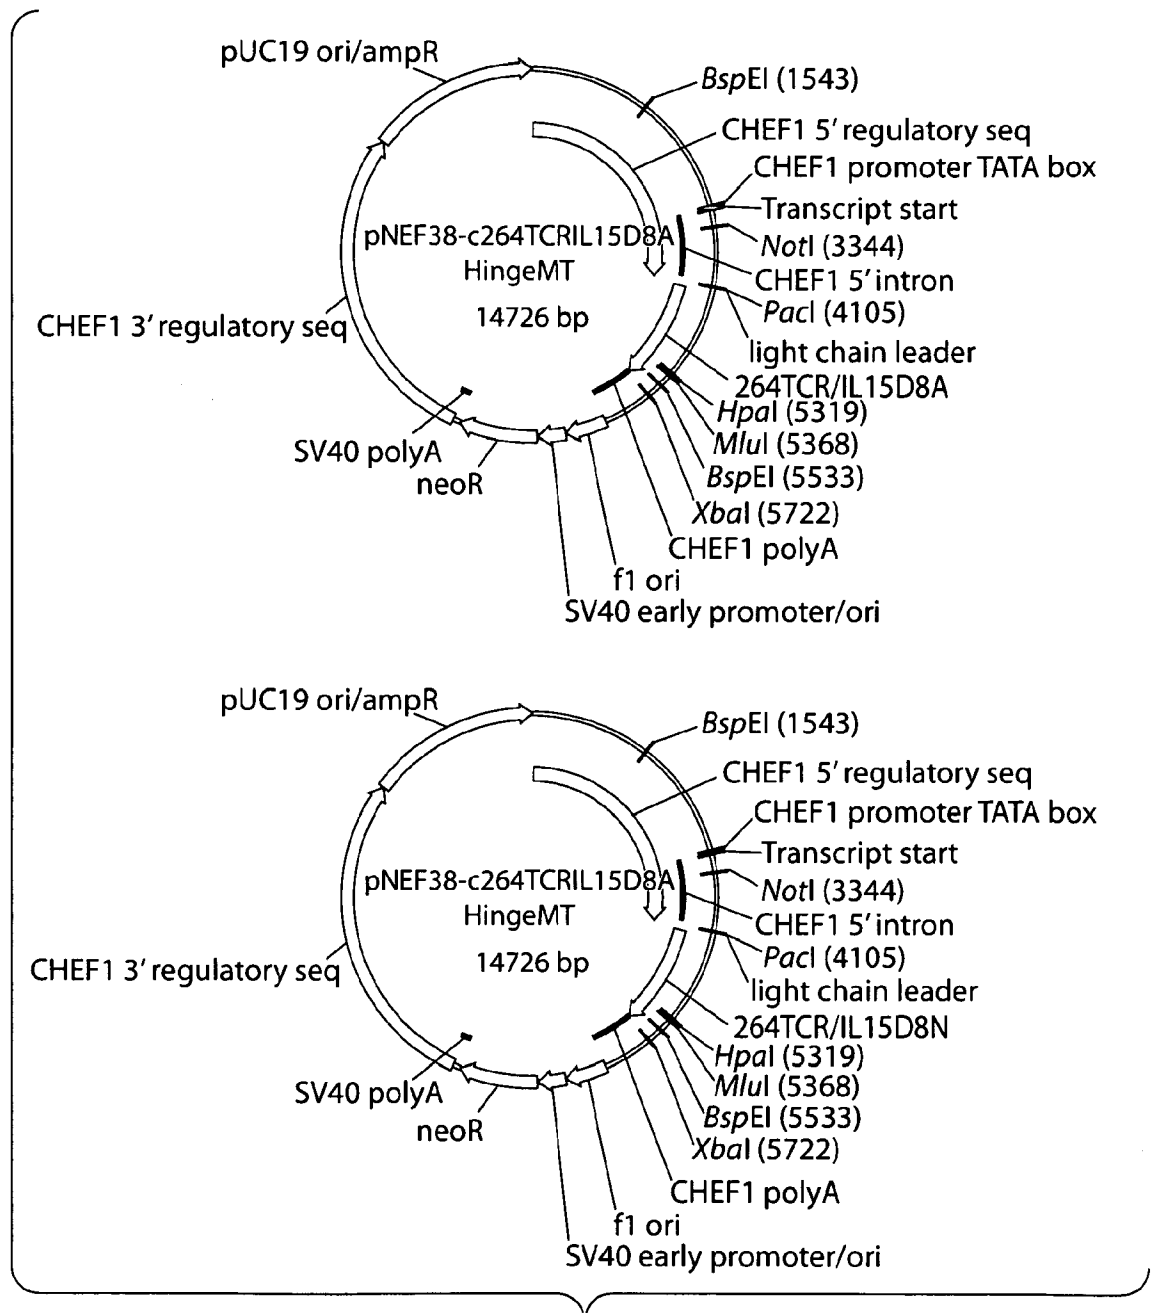 pUC19 ori/ampR
BspEI (1543)
CHEF1 5′ regulatory seq
CHEF1 promoter TATA box
Transcript start
pNEF38-c264TCRIL15D8A
HingeMT
14726 bp
NotI (3344)
CHEF1 5′ intron
PacI (4105)
CHEF1 3′ regulatory seq
light chain leader
264TCR/IL15D8A
HpaI (5319)
MluI (5368)
SV40 polyA
BspEI (5533)
neoR
XbaI (5722)
CHEF1 polyA
f1 ori
SV40 early promoter/ori
pUC19 ori/ampR
BspEI (1543)
CHEF1 5′ regulatory seq
CHEF1 promoter TATA box
Transcript start
pNEF38-c264TCRIL15D8A
HingeMT
14726 bp
NotI (3344)
CHEF1 5′ intron
PacI (4105)
CHEF1 3′ regulatory seq
light chain leader
264TCR/IL15D8N
HpaI (5319)
MluI (5368)
SV40 polyA
BspEI (5533)
neoR
XbaI (5722)
CHEF1 polyA
f1 ori
SV40 early promoter/ori